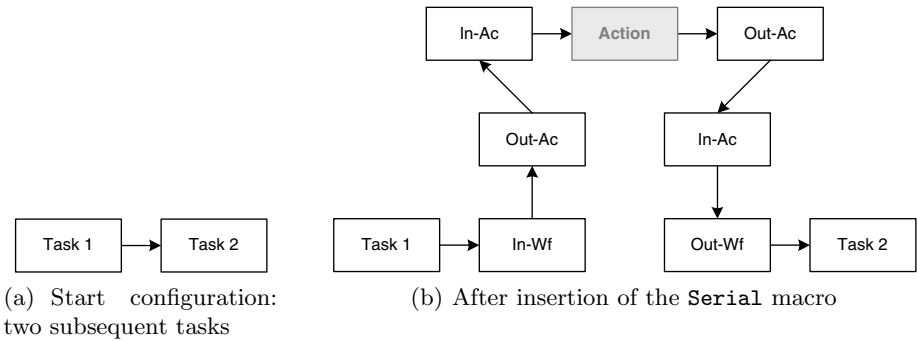 In-Ac
Action
Out-Ac
Out-Ac
In-Ac
Task 1
Task 2
Task 1
In-Wf
Out-Wf
Task 2
(a) Start configuration:
two subsequent tasks
(b) After insertion of the Serial macro